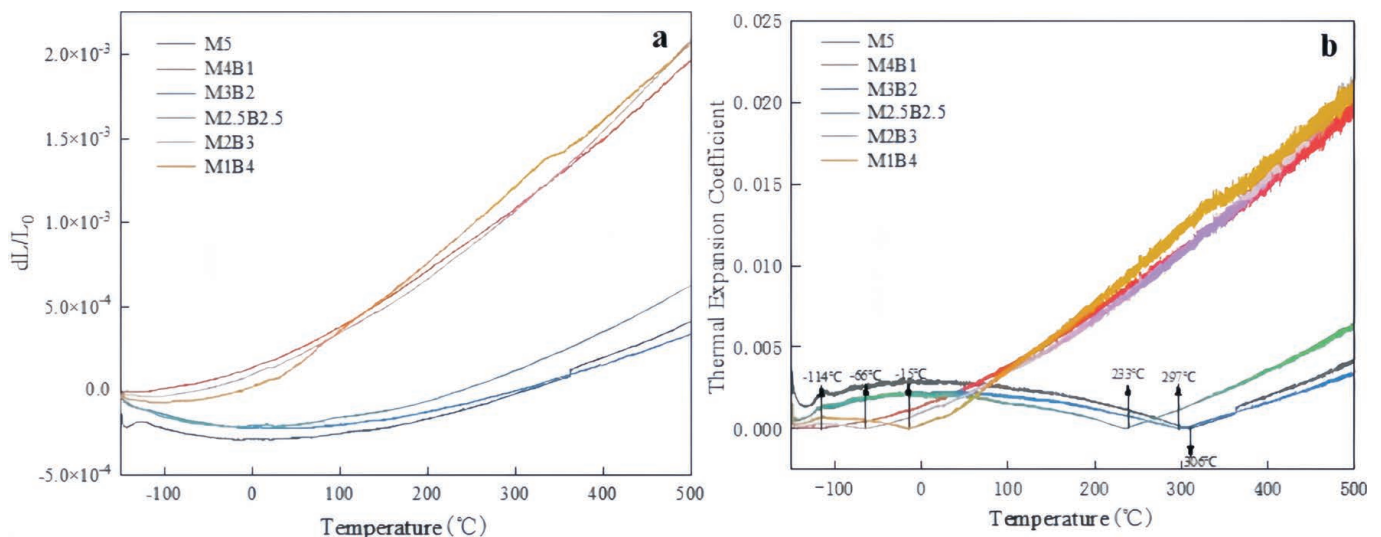 a
2.0×10⁻³
1.5×10⁻³
1.0×10⁻³
5.0×10⁻⁴
0.0
-5.0×10⁻⁴
dL/L₀
M5
M4B1
M3B2
M2.5B2.5
M2B3
M1B4
-100
0
100
200
300
400
500
Temperature (℃)
b
0.025
0.020
0.015
0.010
0.005
0.000
Thermal Expansion Coefficient
M5
M4B1
M3B2
M2.5B2.5
M2B3
M1B4
-114℃
-66℃
-15℃
233℃
297℃
306℃
-100
0
100
200
300
400
500
Temperature (℃)